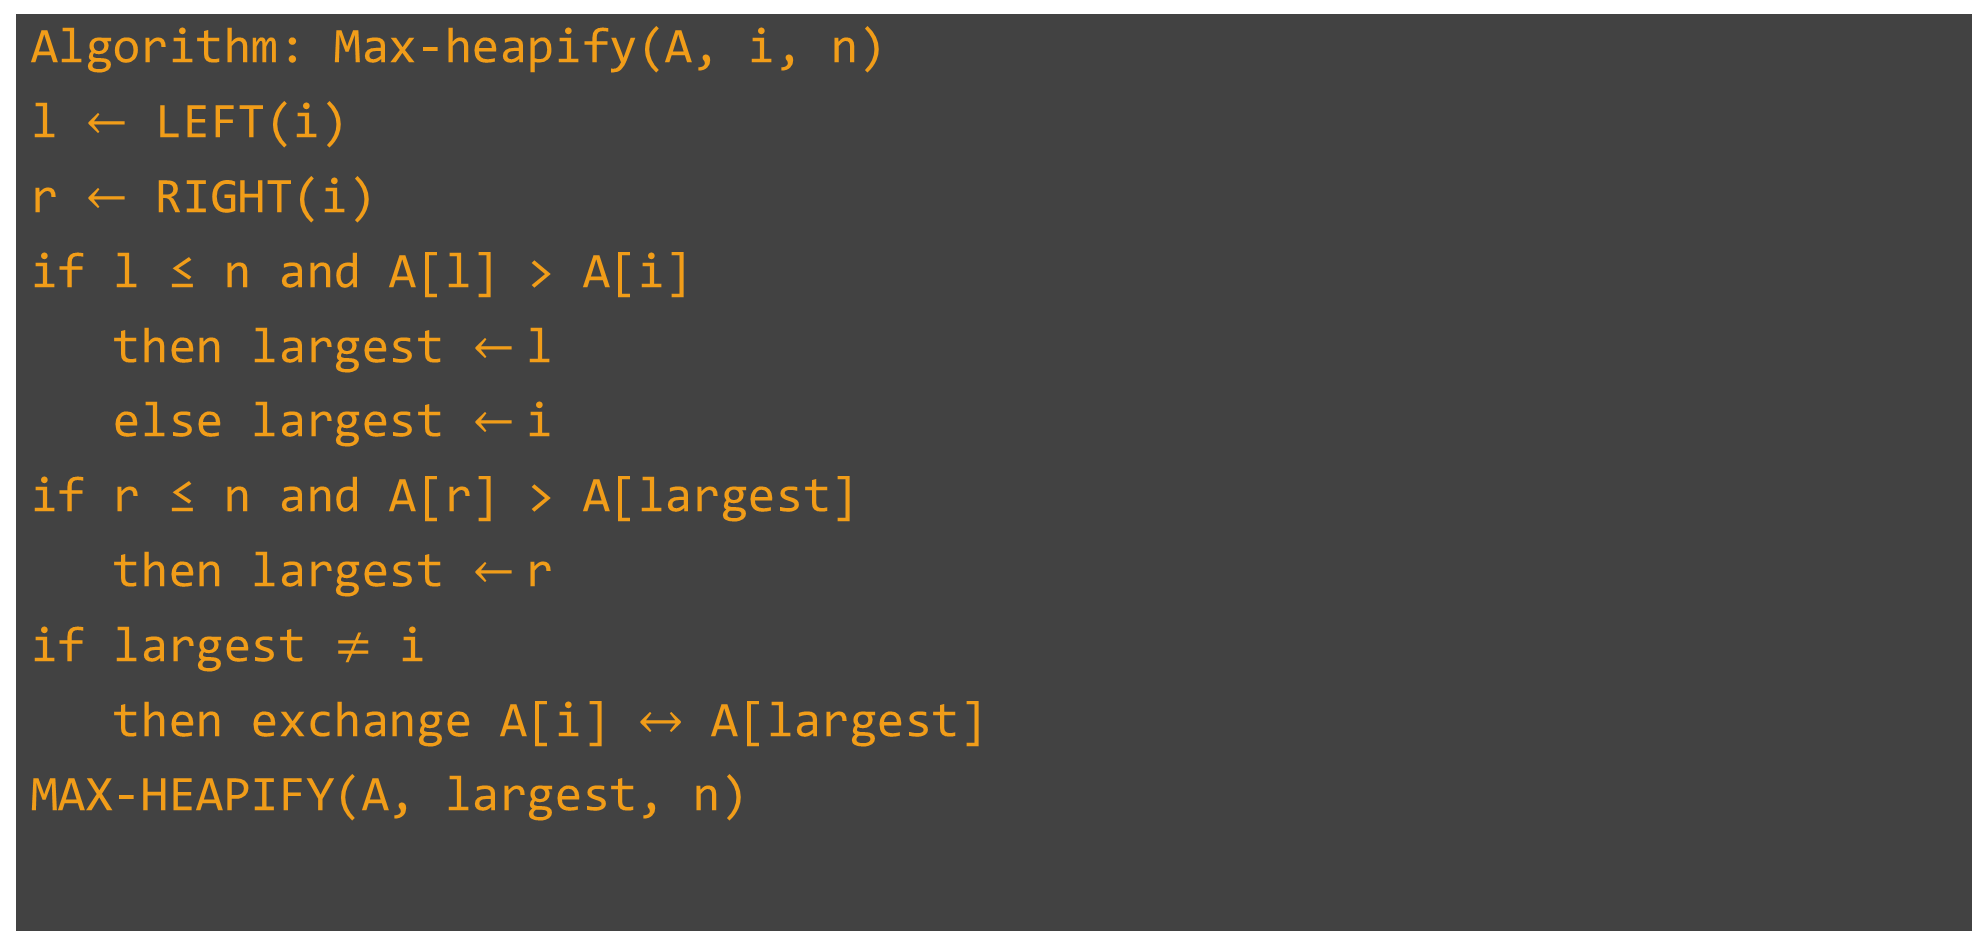 Algorithm: Max-heapify(A, i, n)
l ← LEFT(i)
r ← RIGHT(i)
if l ≤ n and A[l] > A[i]
   then largest ← l
   else largest ← i
if r ≤ n and A[r] > A[largest]
   then largest ← r
if largest ≠ i
   then exchange A[i] ↔ A[largest]
MAX-HEAPIFY(A, largest, n)